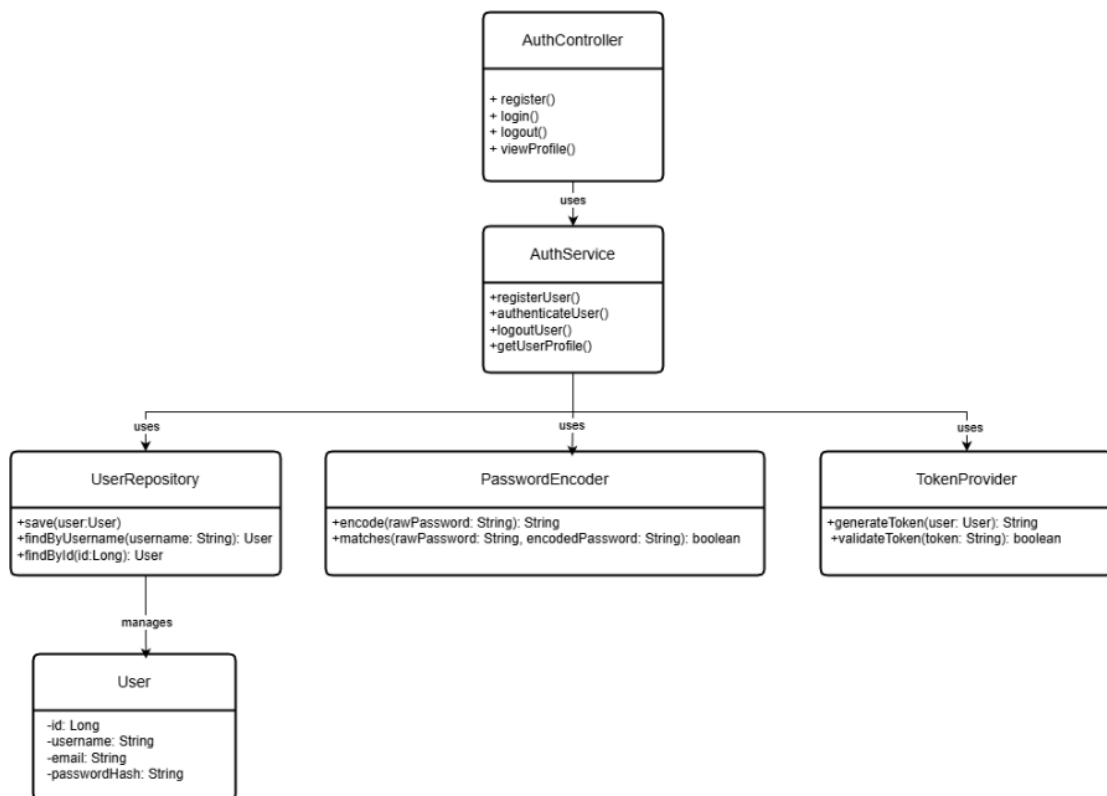 AuthController
+ register()
+ login()
+ logout()
+ viewProfile()
uses
AuthService
+registerUser()
+authenticateUser()
+logoutUser()
+getUserProfile()
uses
uses
uses
UserRepository
+save(user:User)
+findByUsername(username: String): User
+findById(id:Long): User
PasswordEncoder
+encode(rawPassword: String): String
+matches(rawPassword: String, encodedPassword: String): boolean
TokenProvider
+generateToken(user: User): String
+validateToken(token: String): boolean
manages
User
-id: Long
-username: String
-email: String
-passwordHash: String